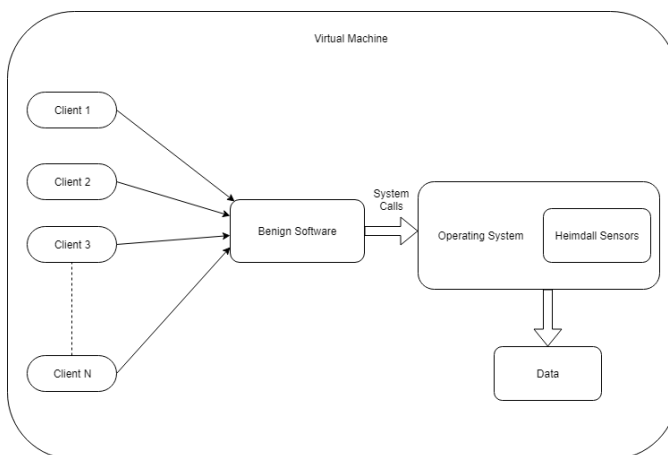 Virtual Machine
Client 1
Client 2
Client 3
Client N
Benign Software
System
Calls
Operating System
Heimdall Sensors
Data